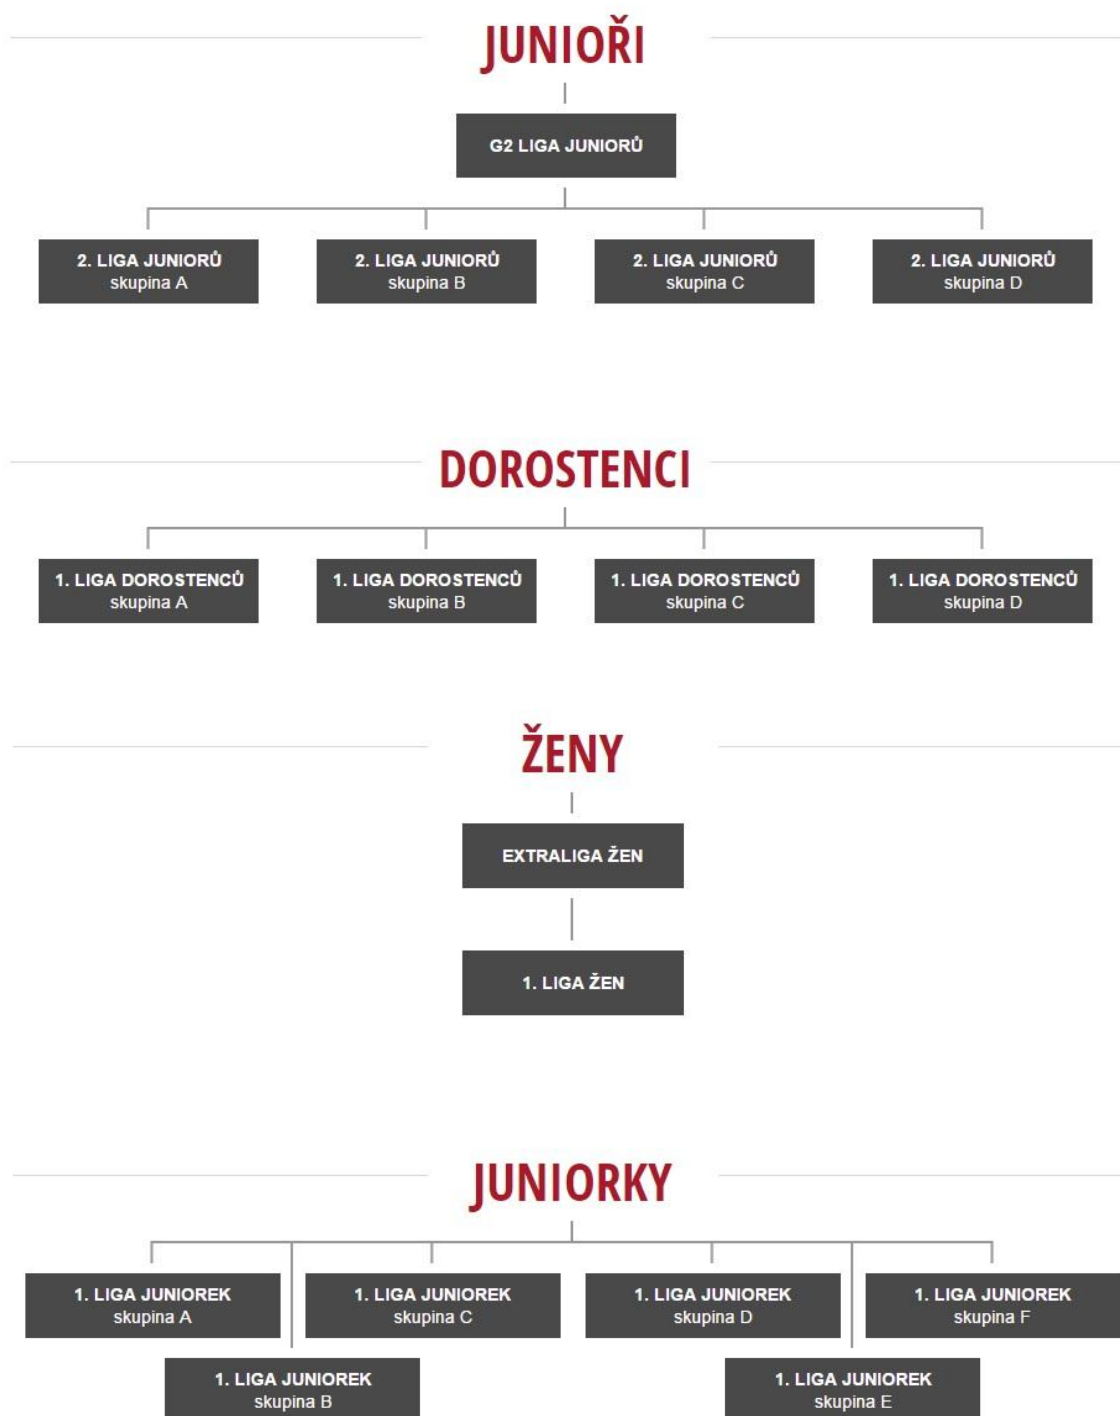 JUNIOŘI
G2 LIGA JUNIORŮ
2. LIGA JUNIORŮ
skupina A
2. LIGA JUNIORŮ
skupina B
2. LIGA JUNIORŮ
skupina C
2. LIGA JUNIORŮ
skupina D
DOROSTENCI
1. LIGA DOROSTENCŮ
skupina A
1. LIGA DOROSTENCŮ
skupina B
1. LIGA DOROSTENCŮ
skupina C
1. LIGA DOROSTENCŮ
skupina D
ŽENY
EXTRALIGA ŽEN
1. LIGA ŽEN
JUNIORKY
1. LIGA JUNIOREK
skupina A
1. LIGA JUNIOREK
skupina C
1. LIGA JUNIOREK
skupina D
1. LIGA JUNIOREK
skupina F
1. LIGA JUNIOREK
skupina B
1. LIGA JUNIOREK
skupina E